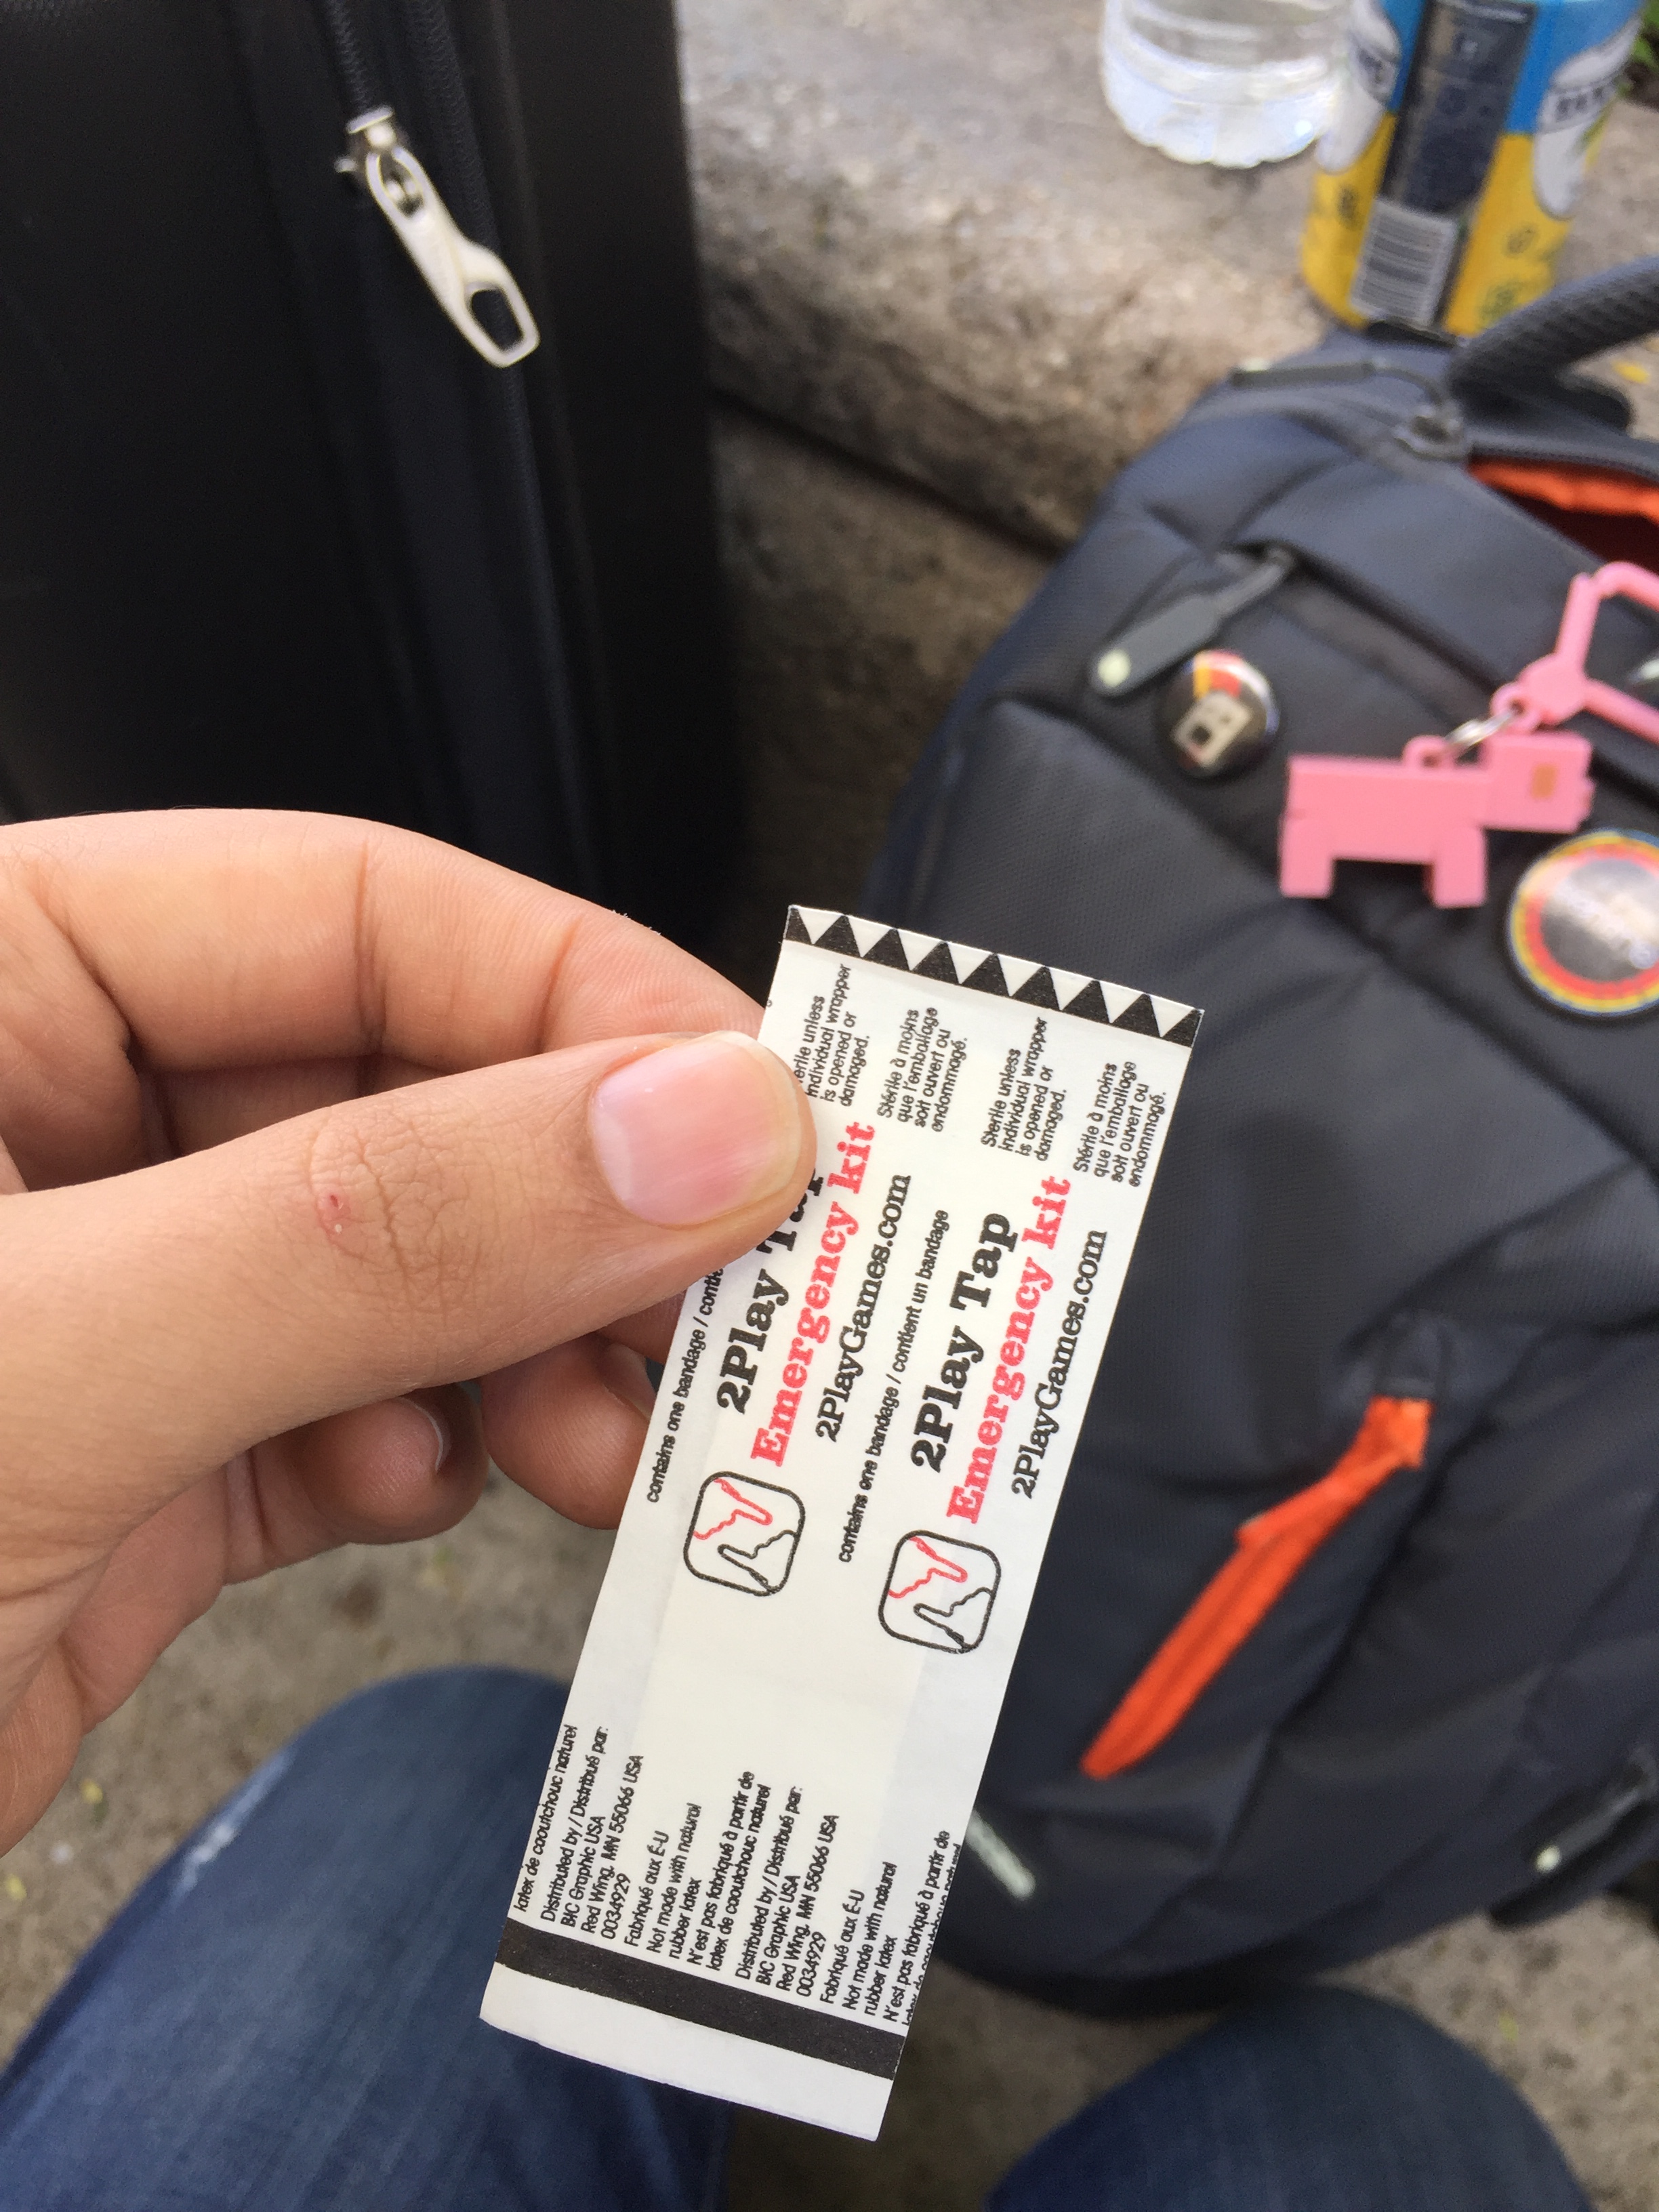 erile unless
individual wrapper
is opened or
damaged.
Stérile à moins
que l'emballage
soit ouvert ou
endommagé.
Sterile unless
individual wrapper
is opened or
damaged.
Stérile à moins
que l'emballage
soit ouvert ou
endommagé.
contains one bandage /
2Play Tap
Emergency kit
2PlayGames.com
contains one bandage / contient un bandage
2Play Tap
Emergency kit
2PlayGames.com
latex de caoutchouc naturel
Distributed by / Distribué par:
BIC Graphic USA
Red Wing, MN 55066 USA
0034929
Fabriqué aux É-U
Not made with natural
rubber latex
N'est pas fabriqué à partir de
latex de caoutchouc naturel
Distributed by / Distribué par:
BIC Graphic USA
Red Wing, MN 55066 USA
0034929
Fabriqué aux É-U
Not made with natural
rubber latex
N'est pas fabriqué à partir de